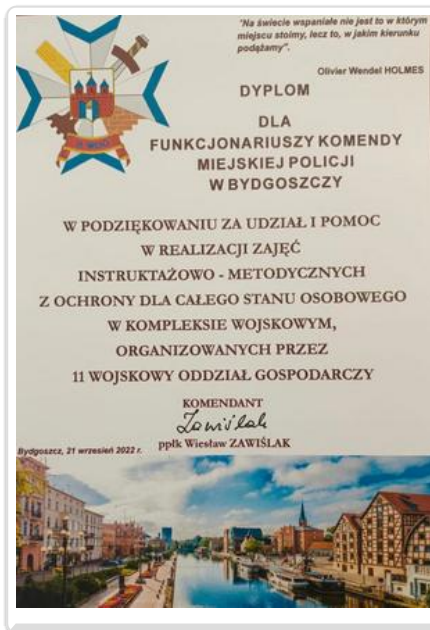 "Na świecie wspaniałe nie jest to w którym
miejscu stoimy, lecz to, w jakim kierunku
podążamy".
Olivier Wendel HOLMES
DYPLOM
DLA
FUNKCJONARIUSZY KOMENDY
MIEJSKIEJ POLICJI
W BYDGOSZCZY
W PODZIĘKOWANIU ZA UDZIAŁ I POMOC
W REALIZACJI ZAJĘĆ
INSTRUKTAŻOWO - METODYCZNYCH
Z OCHRONY DLA CAŁEGO STANU OSOBOWEGO
W KOMPLEKSIE WOJSKOWYM,
ORGANIZOWANYCH PRZEZ
11 WOJSKOWY ODDZIAŁ GOSPODARCZY
KOMENDANT
Zawiślak
ppłk Wiesław ZAWIŚLAK
Bydgoszcz, 21 wrzesień 2022 r.